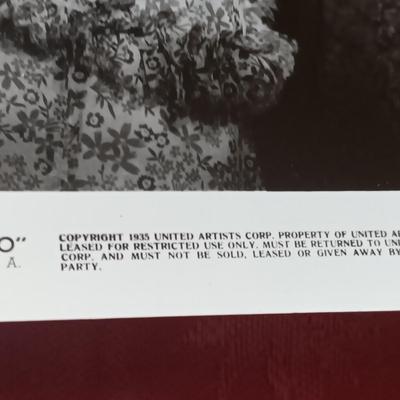 O"
A.
COPYRIGHT 1935 UNITED ARTISTS CORP. PROPERTY OF UNITED
LEASED FOR RESTRICTED USE ONLY. MUST BE RETURNED TO
CORP. AND MUST NOT BE SOLD, LEASED OR GIVEN AWAY BY
PARTY.